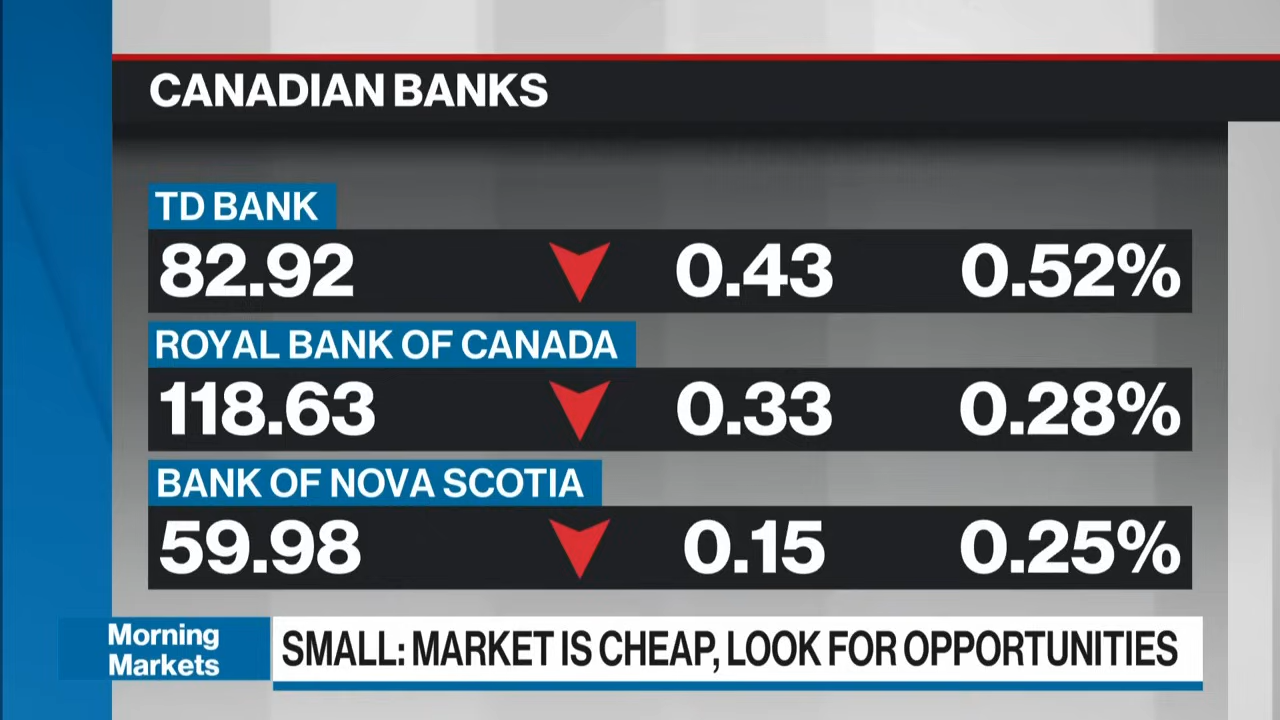 CANADIAN BANKS
TD BANK
82.92 0.43 0.52%
ROYAL BANK OF CANADA
118.63 0.33 0.28%
BANK OF NOVA SCOTIA
59.98 0.15 0.25%
Morning
Markets
SMALL: MARKET IS CHEAP, LOOK FOR OPPORTUNITIES